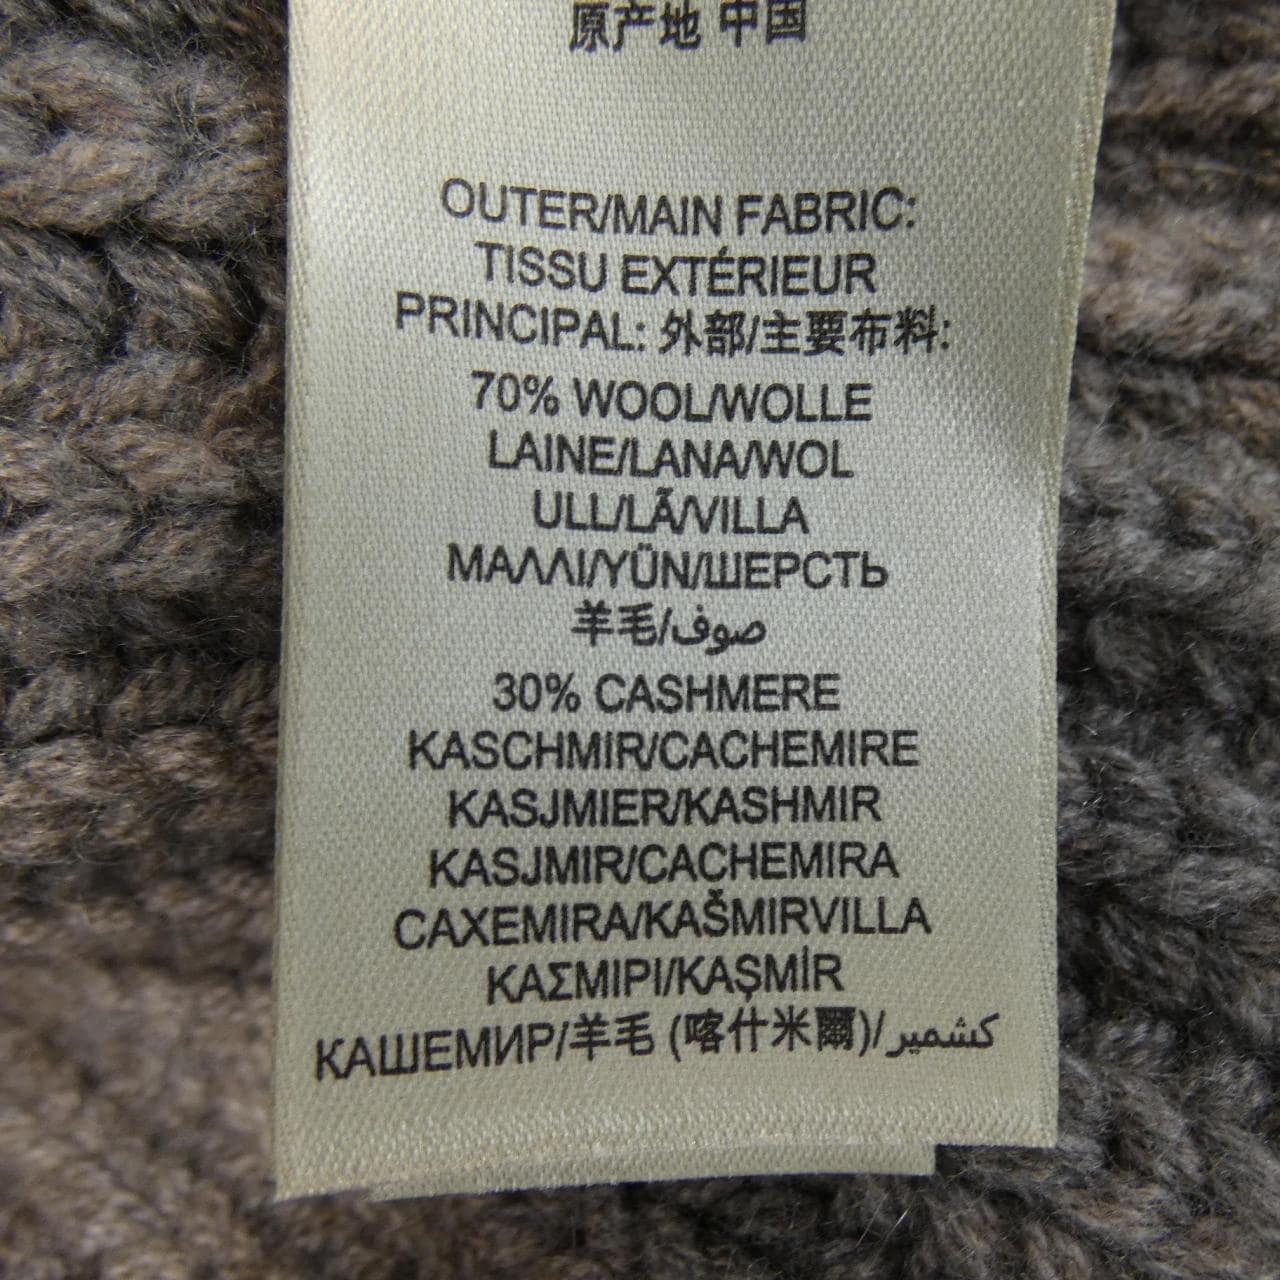 原产地 中国
OUTER/MAIN FABRIC:
TISSU EXTÉRIEUR
PRINCIPAL: 外部/主要布料:
70% WOOL/WOLLE
LAINE/LANA/WOL
ULL/LÃ/VILLA
ΜΑΛΛΙ/YÜN/ШЕРСТЬ
羊毛/صوف
30% CASHMERE
KASCHMIR/CACHEMIRE
KASJMIER/KASHMIR
KASJMIR/CACHEMIRA
CAXEMIRA/KAŠMIRVILLA
ΚΑΣΜΙΡΙ/KAŞMİR
КАШЕМИР/羊毛 (喀什米爾)/كشمير